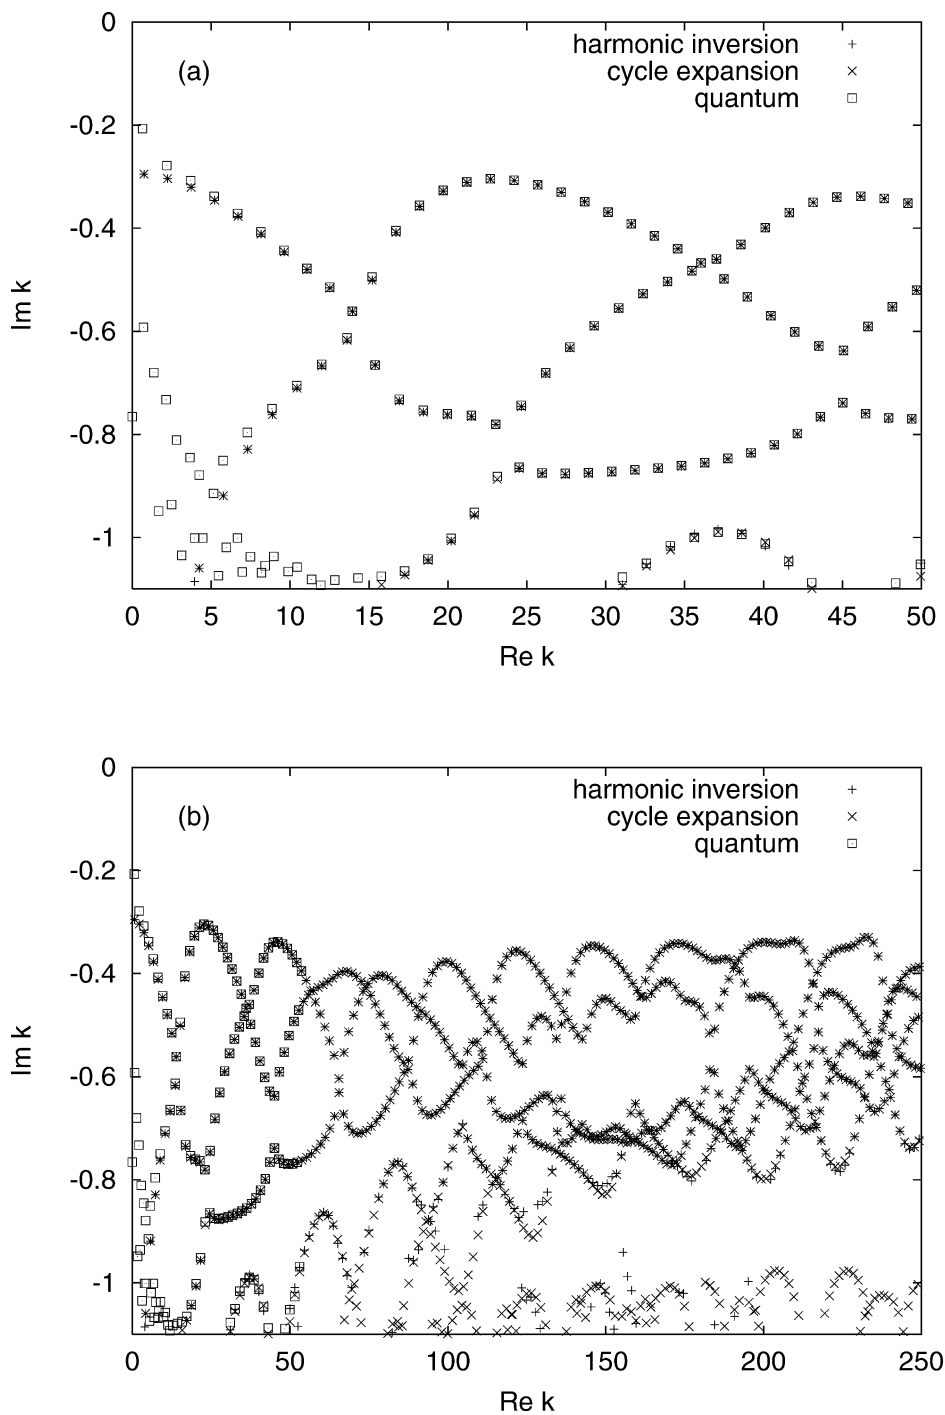 0
(a)
harmonic inversion
cycle expansion
quantum
-0.2
-0.4
Im k
-0.6
-0.8
-1
0 5 10 15 20 25 30 35 40 45 50
Re k
0
(b)
harmonic inversion
cycle expansion
quantum
-0.2
-0.4
Im k
-0.6
-0.8
-1
0 50 100 150 200 250
Re k